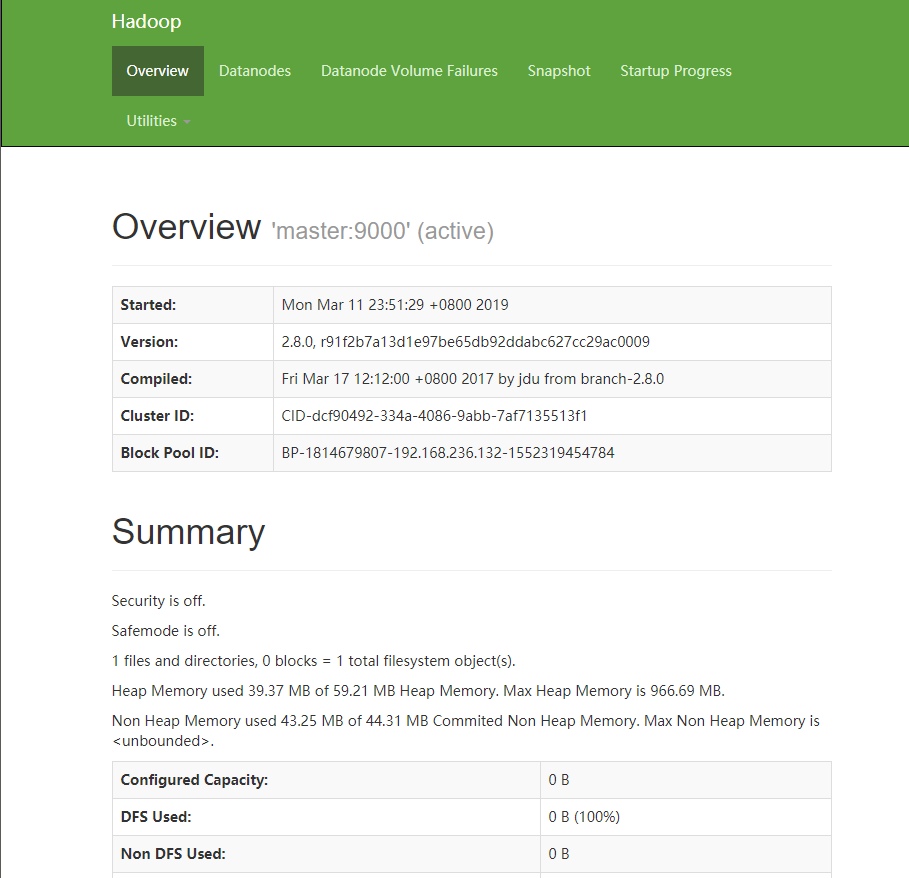 Hadoop
Overview Datanodes Datanode Volume Failures Snapshot Startup Progress
Utilities
Overview 'master:9000' (active)
Started: Mon Mar 11 23:51:29 +0800 2019
Version: 2.8.0, r91f2b7a13d1e97be65db92ddabc627cc29ac0009
Compiled: Fri Mar 17 12:12:00 +0800 2017 by jdu from branch-2.8.0
Cluster ID: CID-dcf90492-334a-4086-9abb-7af7135513f1
Block Pool ID: BP-1814679807-192.168.236.132-1552319454784
Summary
Security is off.
Safemode is off.
1 files and directories, 0 blocks = 1 total filesystem object(s).
Heap Memory used 39.37 MB of 59.21 MB Heap Memory. Max Heap Memory is 966.69 MB.
Non Heap Memory used 43.25 MB of 44.31 MB Commited Non Heap Memory. Max Non Heap Memory is
<unbounded>.
Configured Capacity: 0 B
DFS Used: 0 B (100%)
Non DFS Used: 0 B